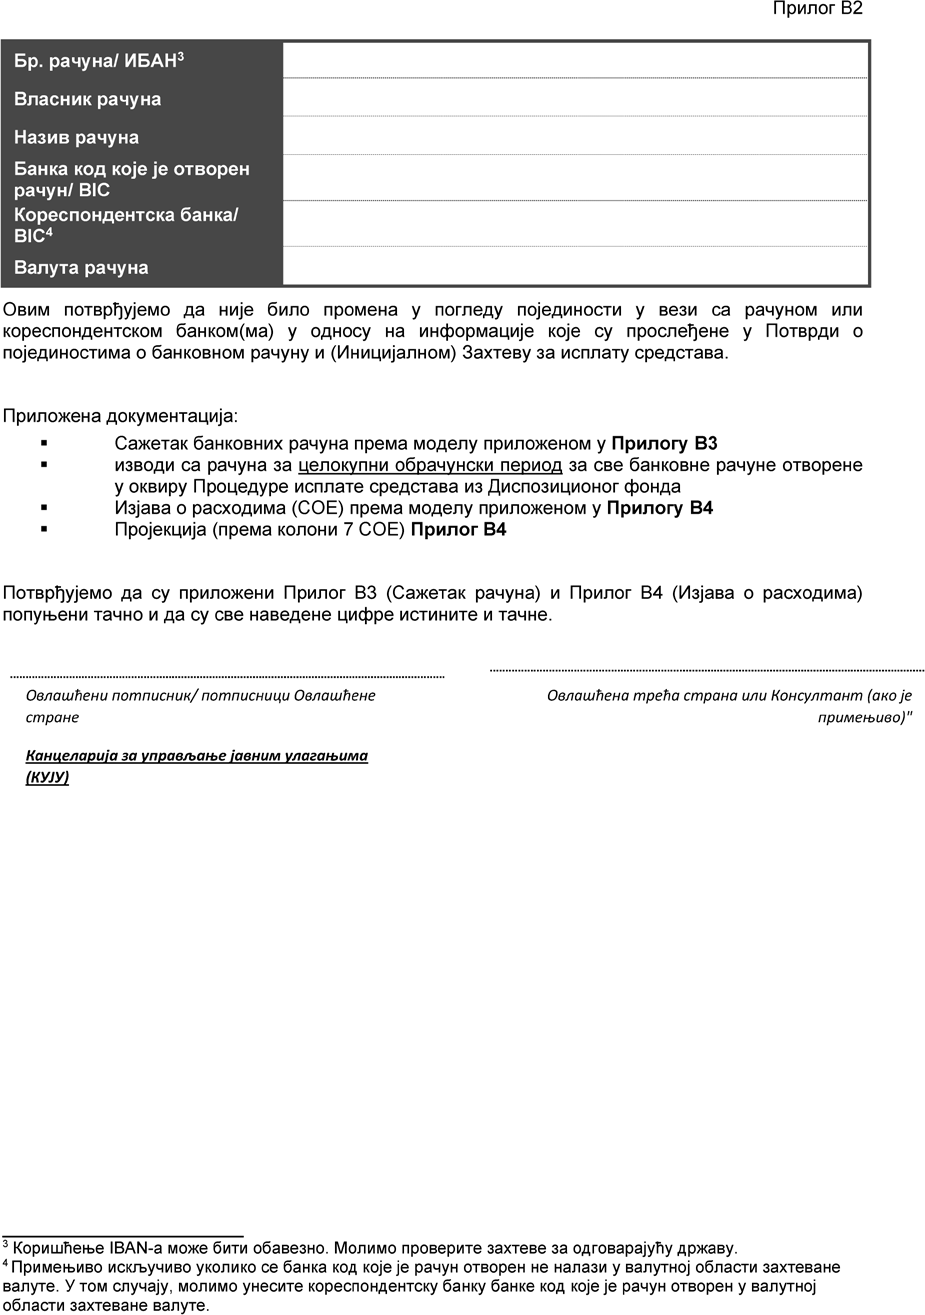 Прилог В2
Бр. рачуна/ ИБАН³
Власник рачуна
Назив рачуна
Банка код које је отворен
рачун/ BIC
Кореспондентска банка/
BIC⁴
Валута рачуна
Овим потврђујемо да није било промена у погледу појединости у вези са рачуном или
кореспондентском банком(ма) у односу на информације које су прослеђене у Потврди о
појединостима о банковном рачуну и (Иницијалном) Захтеву за исплату средстава.
Приложена документација:
▪ Сажетак банковних рачуна према моделу приложеном у Прилогу В3
▪ изводи са рачуна за целокупни обрачунски период за све банковне рачуне отворене
у оквиру Процедуре исплате средстава из Диспозиционог фонда
▪ Изјава о расходима (СОЕ) према моделу приложеном у Прилогу В4
▪ Пројекција (према колони 7 СОЕ) Прилог В4
Потврђујемо да су приложени Прилог В3 (Сажетак рачуна) и Прилог В4 (Изјава о расходима)
попуњени тачно и да су све наведене цифре истините и тачне.
Овлашћени потписник/ потписници Овлашћене
стране
Канцеларија за управљање јавним улагањима
(КУЈУ)
Овлашћена трећа страна или Консултант (ако је
примењиво)"
³ Коришћење IBAN-а може бити обавезно. Молимо проверите захтеве за одговарајућу државу.
⁴ Примењиво искључиво уколико се банка код које је рачун отворен не налази у валутној области захтеване
валуте. У том случају, молимо унесите кореспондентску банку банке код које је рачун отворен у валутној
области захтеване валуте.